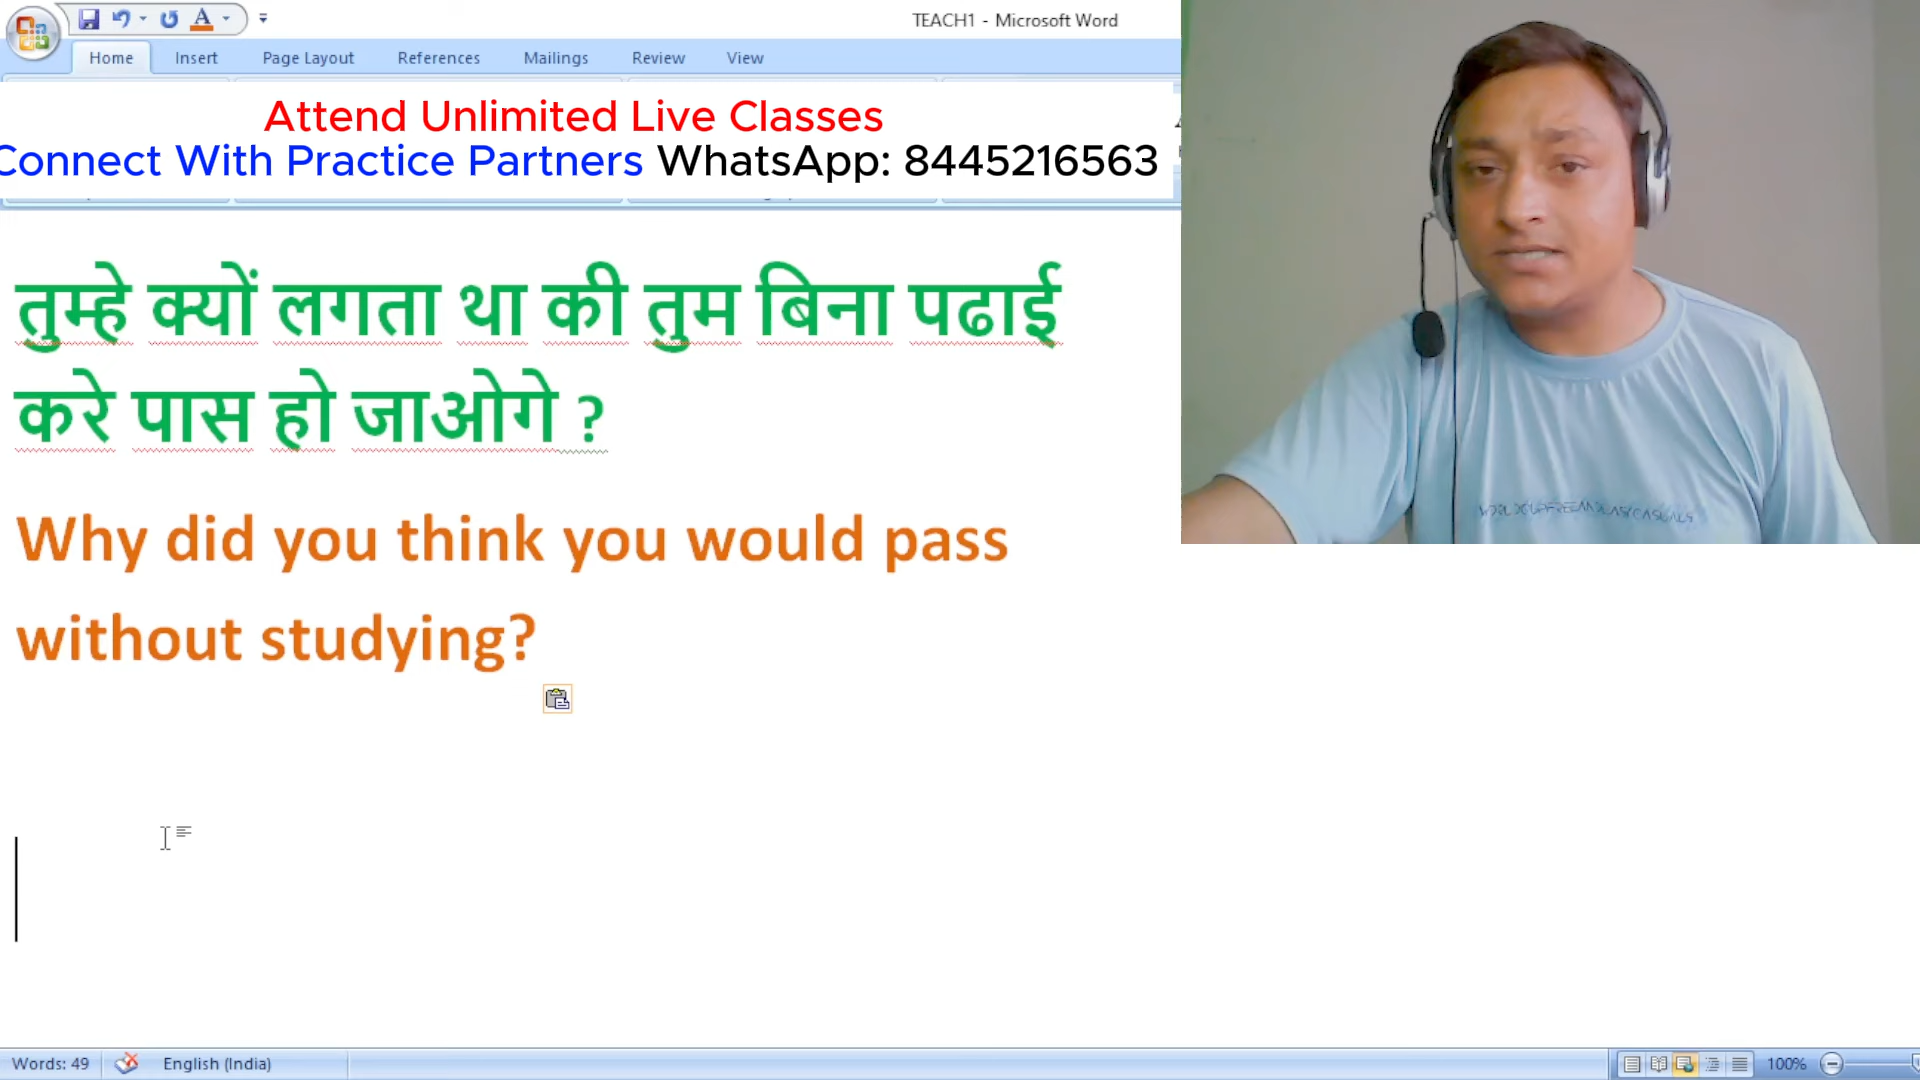 TEACH1 - Microsoft Word
Home Insert Page Layout References Mailings Review View
Attend Unlimited Live Classes
Connect With Practice Partners WhatsApp: 8445216563
तुम्हे क्यों लगता था की तुम बिना पढाई
करे पास हो जाओगे ?
Why did you think you would pass
without studying?
Words: 49 English (India) 100%